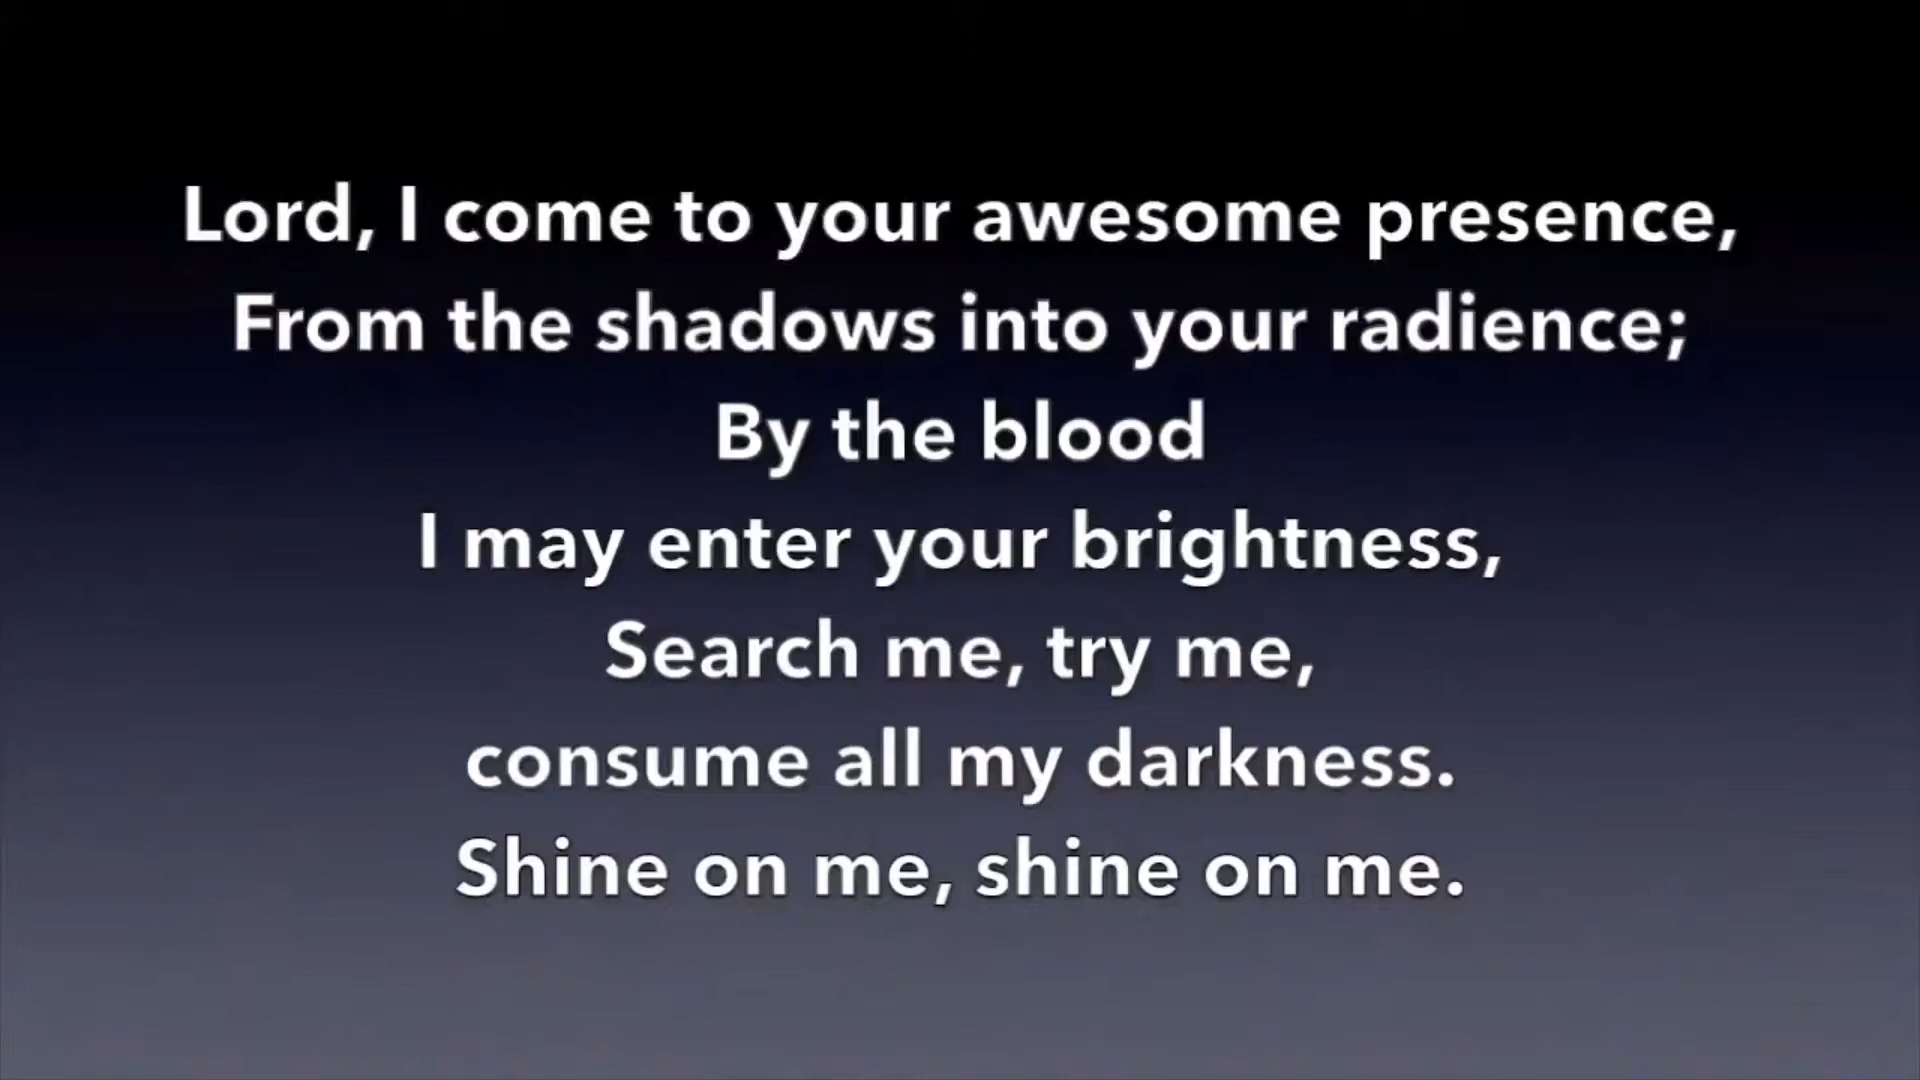 Lord, I come to your awesome presence,
From the shadows into your radience;
By the blood
I may enter your brightness,
Search me, try me,
consume all my darkness.
Shine on me, shine on me.